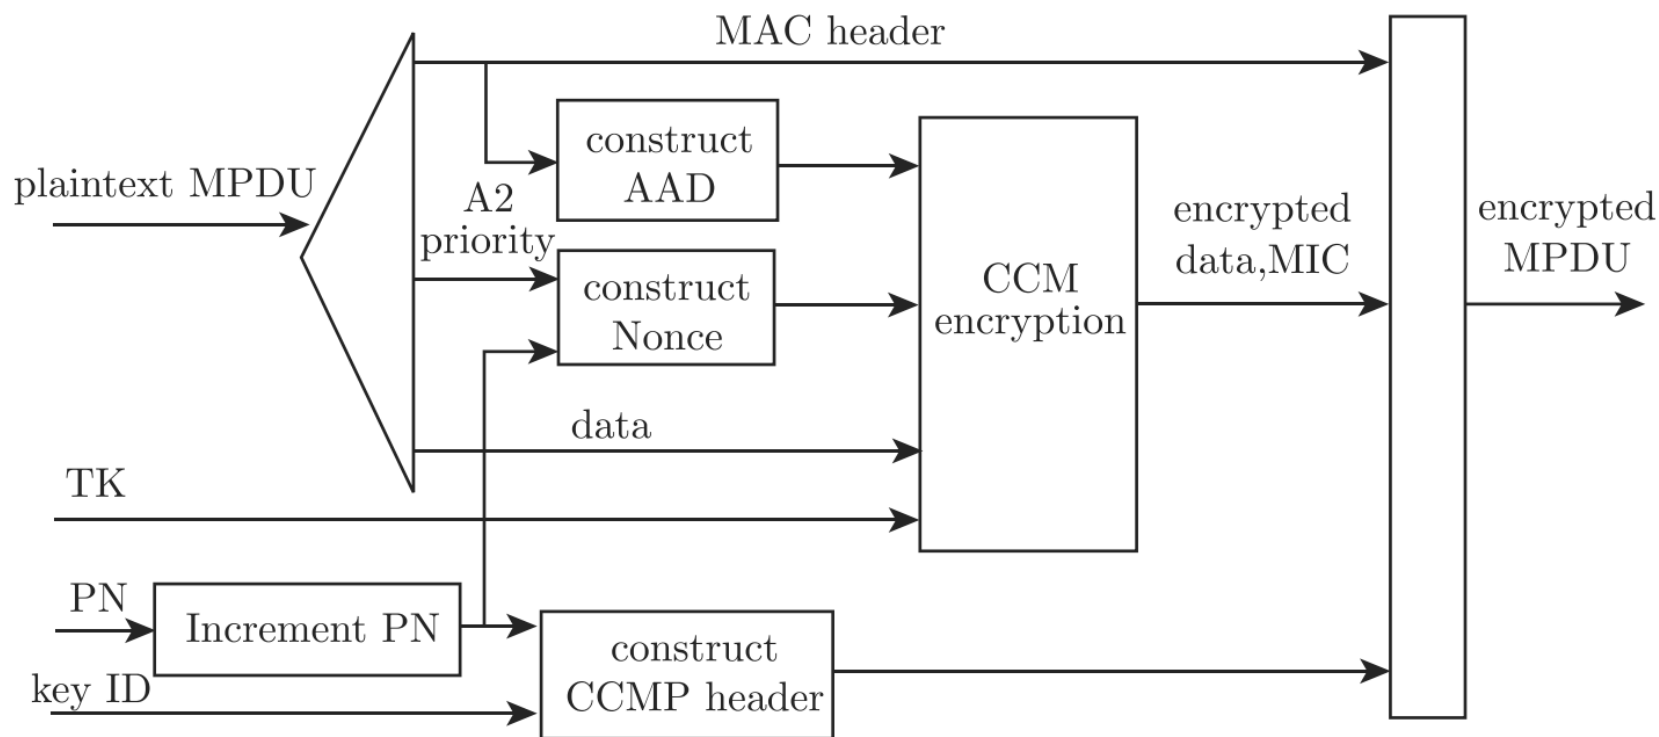 MAC header
construct
AAD
plaintext MPDU
A2
priority
construct
Nonce
CCM
encryption
encrypted
data,MIC
encrypted
MPDU
data
TK
PN
Increment PN
key ID
construct
CCMP header